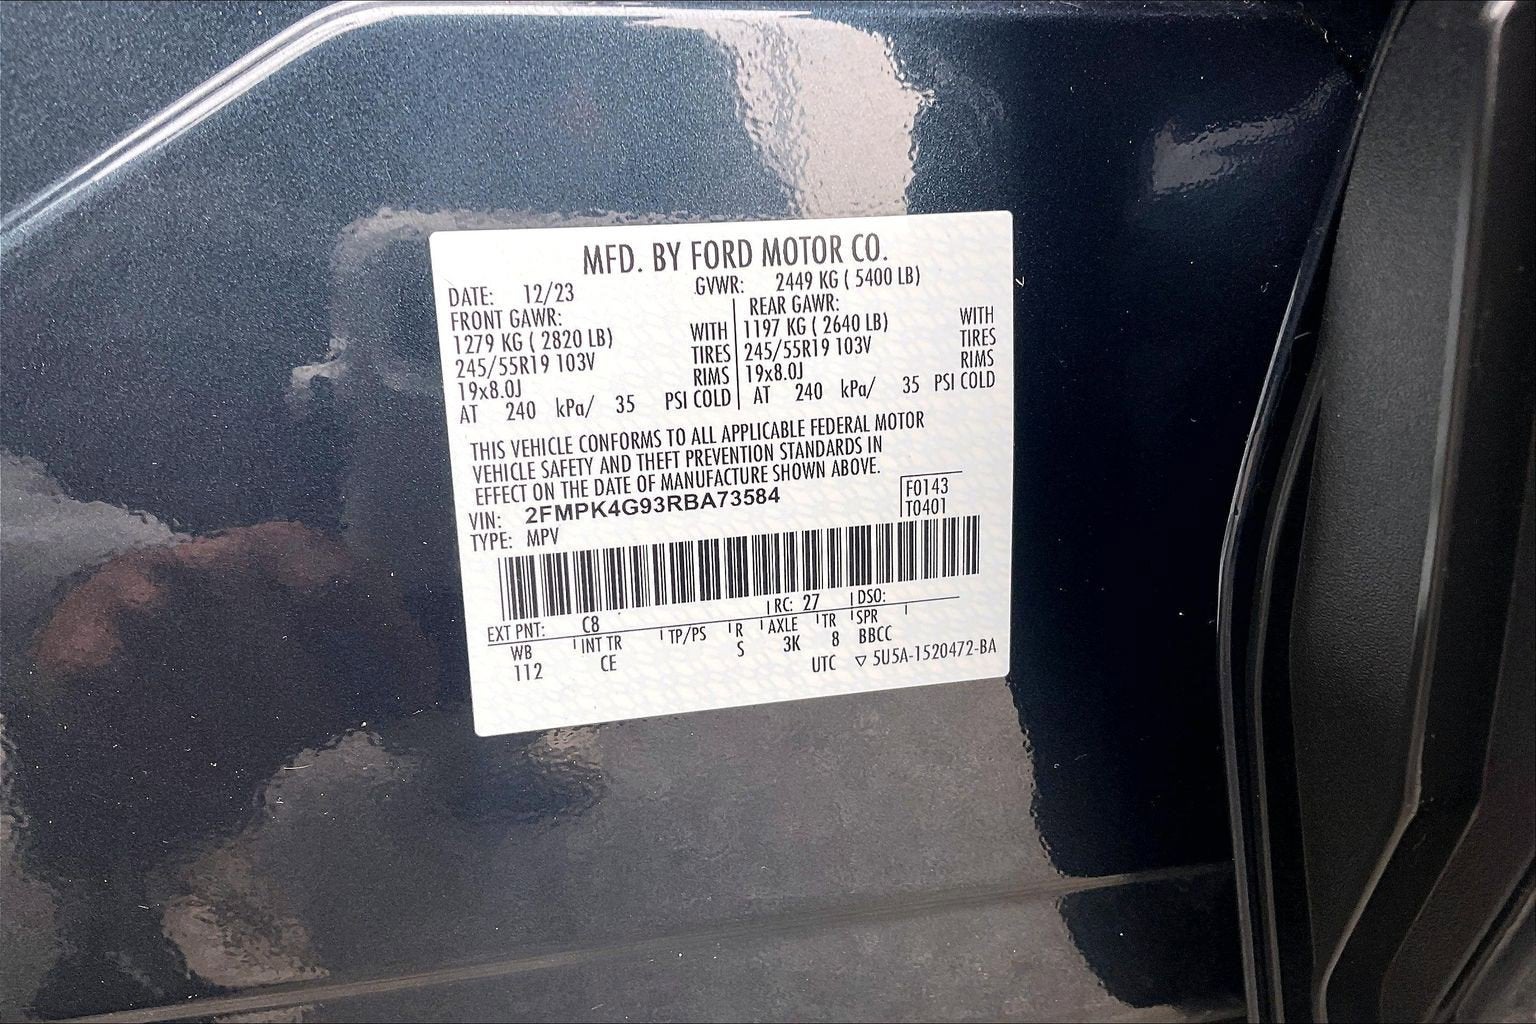 MFD. BY FORD MOTOR CO.
DATE: 12/23 GVWR: 2449 KG ( 5400 LB)
FRONT GAWR: REAR GAWR:
1279 KG ( 2820 LB) WITH 1197 KG ( 2640 LB) WITH
245/55R19 103V TIRES 245/55R19 103V TIRES
19x8.0J RIMS 19x8.0J RIMS
AT 240 kPa/ 35 PSI COLD AT 240 kPa/ 35 PSI COLD
THIS VEHICLE CONFORMS TO ALL APPLICABLE FEDERAL MOTOR
VEHICLE SAFETY AND THEFT PREVENTION STANDARDS IN
EFFECT ON THE DATE OF MANUFACTURE SHOWN ABOVE.
VIN: 2FMPK4G93RBA73584 F0143
TYPE: MPV T0401
EXT PNT: C8 RC: 27 DSO:
WB INT TR TP/PS R AXLE TR SPR
112 CE S 3K 8 BBCC
UTC ▽ 5U5A-1520472-BA